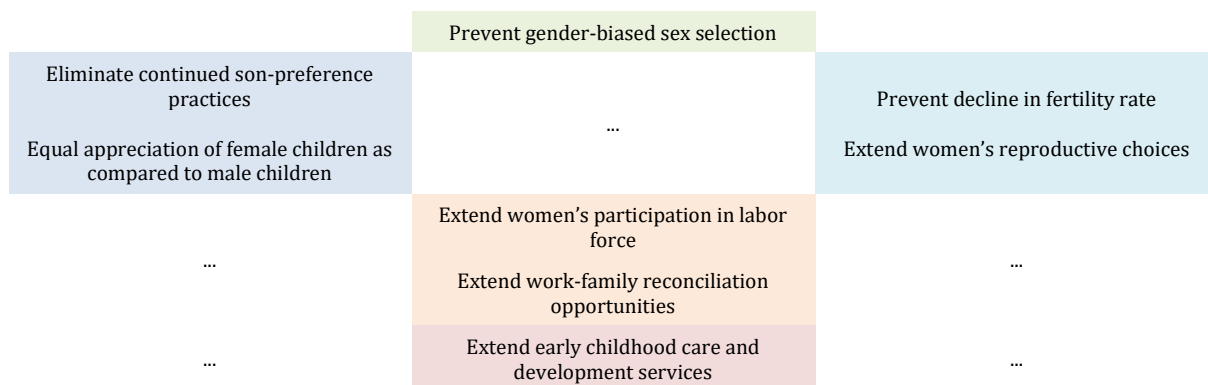 Prevent gender-biased sex selection
Eliminate continued son-preference
practices
Equal appreciation of female children as
compared to male children
...
Prevent decline in fertility rate
Extend women’s reproductive choices
...
Extend women’s participation in labor
force
Extend work-family reconciliation
opportunities
...
...
Extend early childhood care and
development services
...